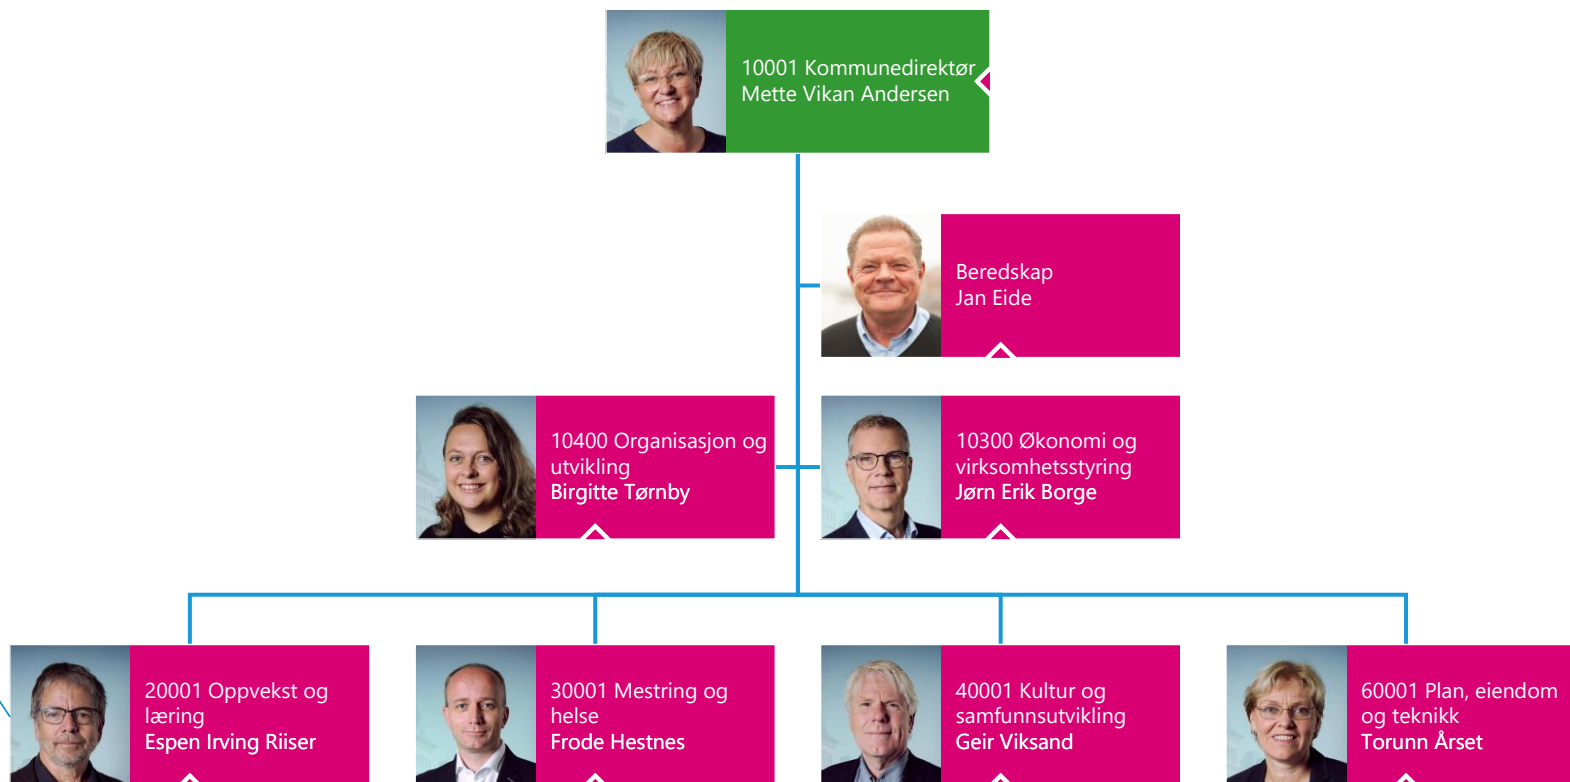 10001 Kommunedirektør
Mette Vikan Andersen
Beredskap
Jan Eide
10400 Organisasjon og
utvikling
Birgitte Tørnby
10300 Økonomi og
virksomhetsstyring
Jørn Erik Borge
20001 Oppvekst og
læring
Espen Irving Riiser
30001 Mestring og
helse
Frode Hestnes
40001 Kultur og
samfunnsutvikling
Geir Viksand
60001 Plan, eiendom
og teknikk
Torunn Årset